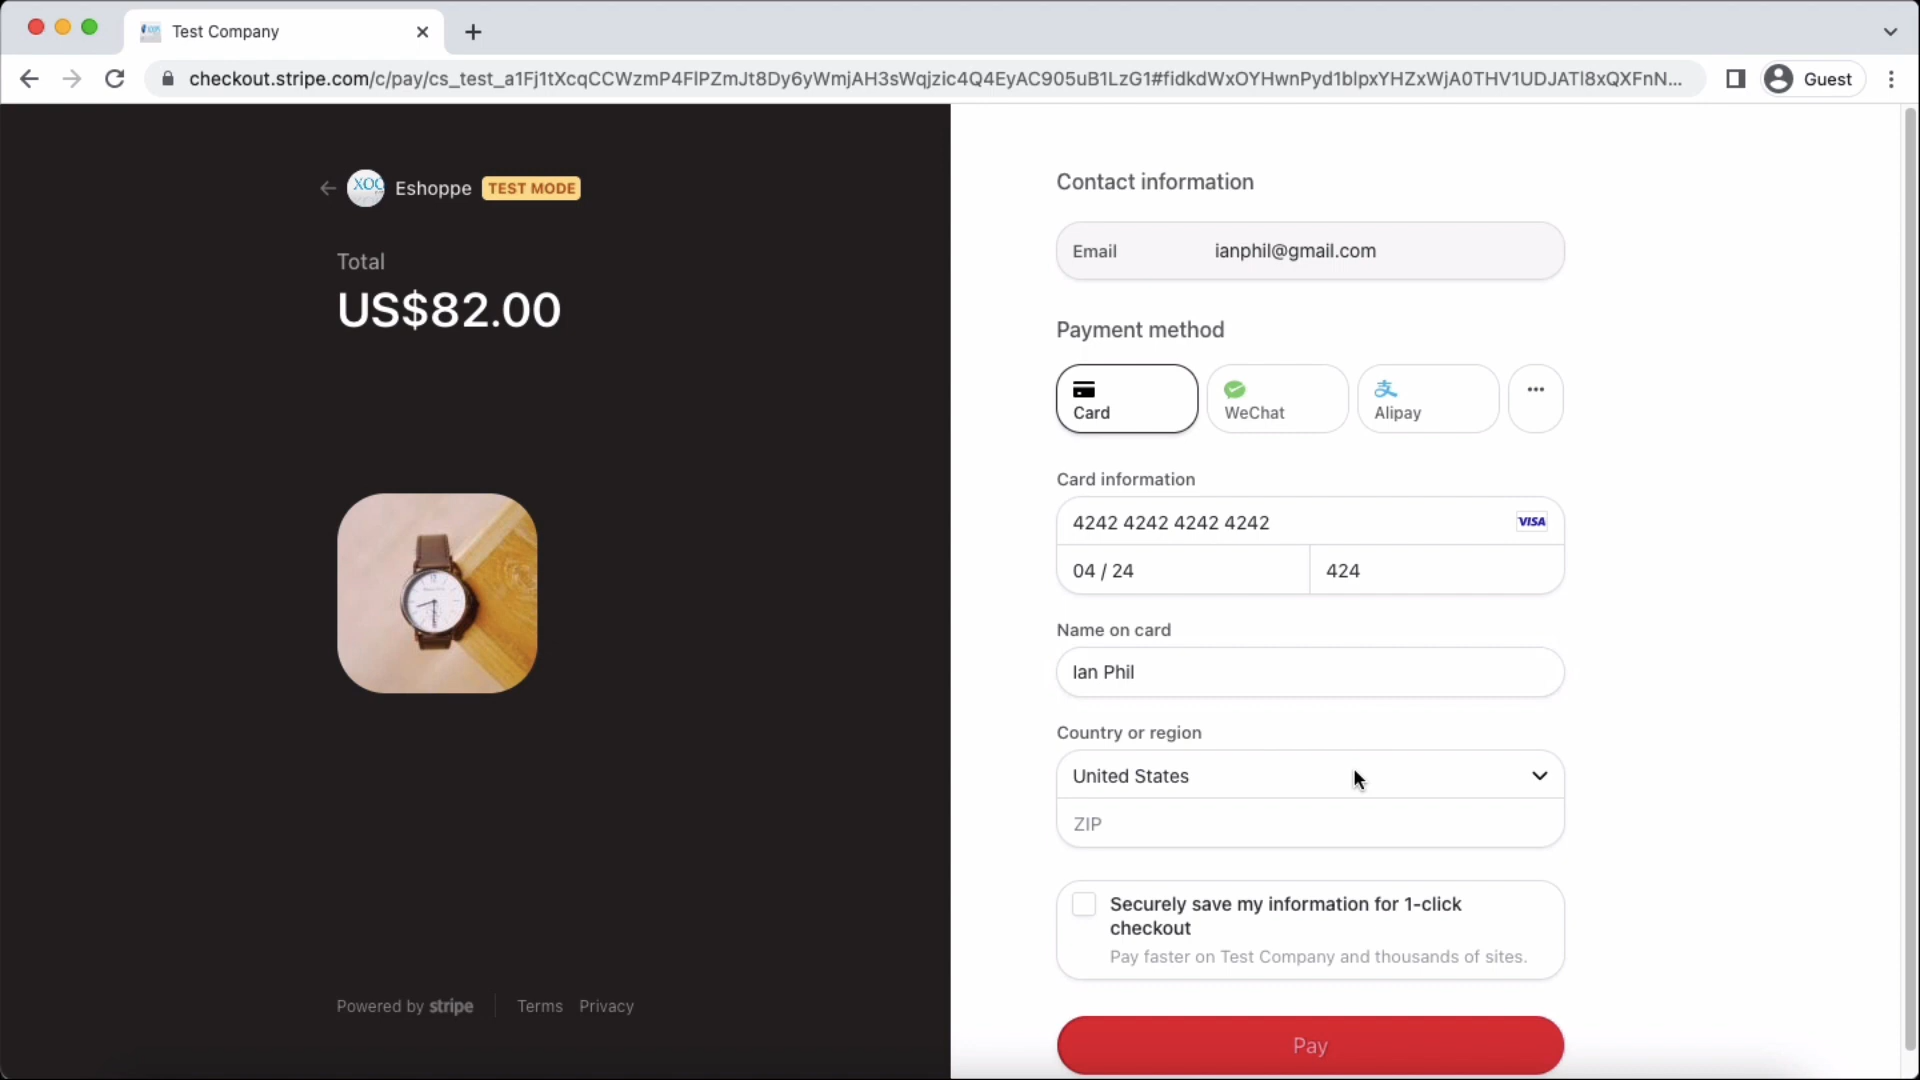 Test Company
checkout.stripe.com/c/pay/cs_test_a1Fj1tXcqCCWzmP4FlPZmJt8Dy6yWmjAH3sWqjzic4Q4EyAC905uB1LzG1#fidkdWxOYHwnPyd1blpxYHZxWjA0THV1UDJATl8xQXFnN...
Guest
XOC
Eshoppe
TEST MODE
Total
US$82.00
Powered by stripe
Terms
Privacy
Contact information
Email
ianphil@gmail.com
Payment method
Card
WeChat
Alipay
Card information
4242 4242 4242 4242
VISA
04 / 24
424
Name on card
Ian Phil
Country or region
United States
ZIP
Securely save my information for 1-click
checkout
Pay faster on Test Company and thousands of sites.
Pay